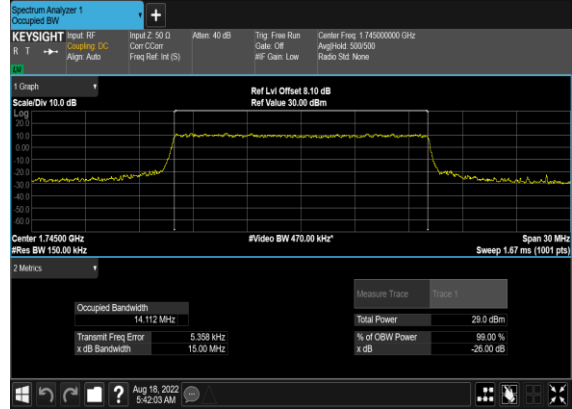 Spectrum Analyzer 1
Occupied BW
+
KEYSIGHT Input: RF Input Z: 50 Ω Atten: 40 dB Trig: Free Run Center Freq: 1.745000000 GHz
R T Coupling: DC Corr CCorr Gate: Off Avg|Hold: 500/500
Align: Auto Freq Ref: Int (S) #IF Gain: Low Radio Std: None
1 Graph
Ref Lvl Offset 8.10 dB
Scale/Div 10.0 dB Ref Value 30.00 dBm
Log
20.0
10.0
0.00
-10.0
-20.0
-30.0
-40.0
-50.0
-60.0
Center 1.74500 GHz #Video BW 470.00 kHz* Span 30 MHz
#Res BW 150.00 kHz Sweep 1.67 ms (1001 pts)
2 Metrics
Measure Trace Trace 1
Occupied Bandwidth
14.112 MHz Total Power 29.0 dBm
Transmit Freq Error 5.358 kHz % of OBW Power 99.00 %
x dB Bandwidth 15.00 MHz x dB -26.00 dB
? Aug 18, 2022
5:42:03 AM